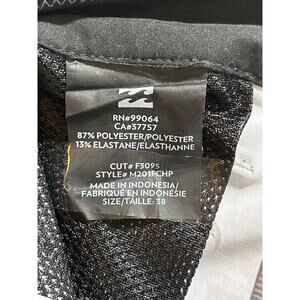 RN#99064
CA#37757
87% POLYESTER/POLYESTER
13% ELASTANE/ELASTHANNE
CUT# F3095
STYLE# M201FCHP
MADE IN INDONESIA/
FABRIQUÉ EN INDONÉSIE
SIZE/TAILLE: 38